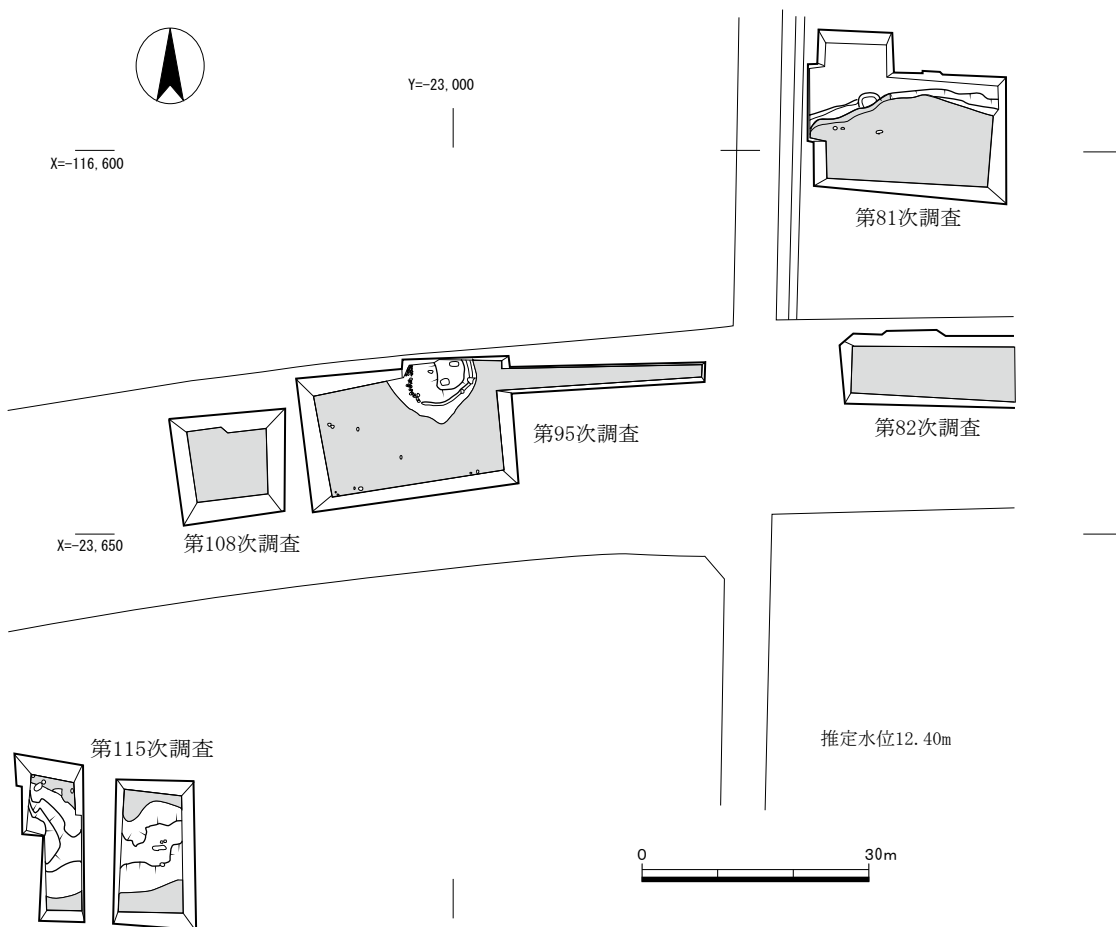 Y=-23,000
X=-116,600
第81次調査
第82次調査
第95次調査
第108次調査
X=-23,650
第115次調査
推定水位12.40m
0 30m